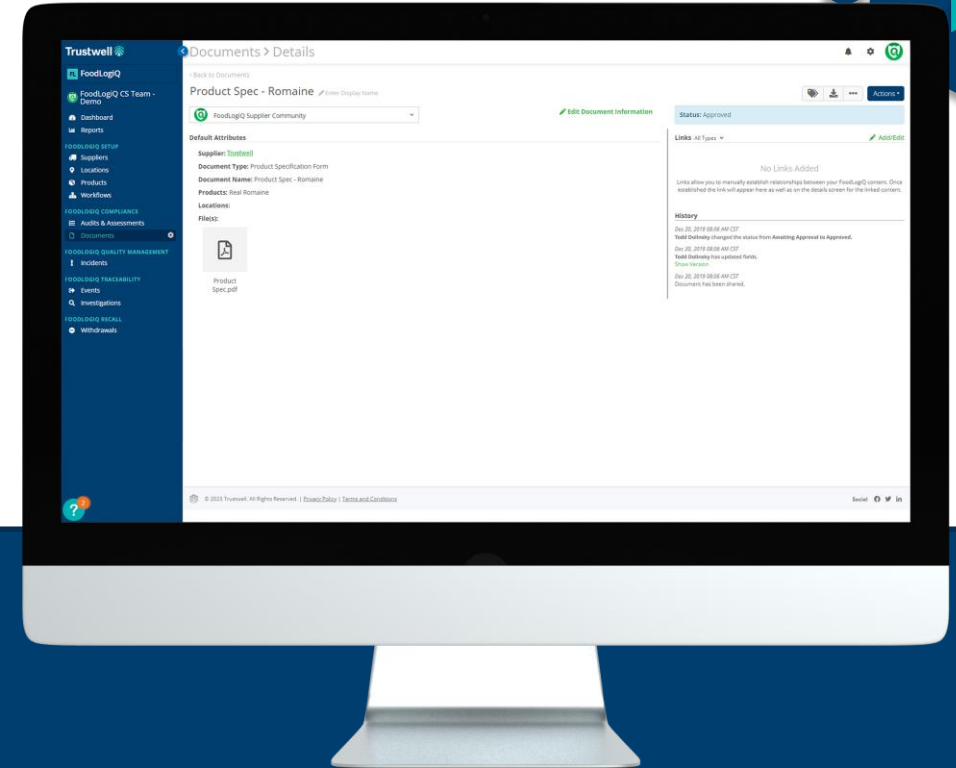 Trustwell
Documents > Details
FoodLogiQ
FoodLogiQ CS Team -
Demo
Dashboard
Reports
FOODLOGIQ SETUP
Suppliers
Locations
Products
Workflows
FOODLOGIQ COMPLIANCE
Audits & Assessments
Documents
FOODLOGIQ QUALITY MANAGEMENT
Incidents
FOODLOGIQ TRACEABILITY
Events
Investigations
FOODLOGIQ RECALL
Withdrawals
?
‹ Back to Documents
Product Spec - Romaine Enter Display Name
Actions
FoodLogiQ Supplier Community
Edit Document Information
Default Attributes
Supplier: Trustwell
Document Type: Product Specification Form
Document Name: Product Spec - Romaine
Products: Real Romaine
Locations:
File(s):
Product
Spec.pdf
Status: Approved
Links All Types
Add/Edit
No Links Added
Links allow you to manually establish relationships between your FoodLogiQ content. Once
established the link will appear here as well as on the details screen for the linked content.
History
Dec 20, 2019 08:08 AM CST
Todd Dolinsky changed the status from Awaiting Approval to Approved.
Dec 20, 2019 08:08 AM CST
Todd Dolinsky has updated fields.
Show Version
Dec 20, 2019 08:08 AM CST
Document has been shared.
© 2023 Trustwell. All Rights Reserved. | Privacy Policy | Terms and Conditions
Social